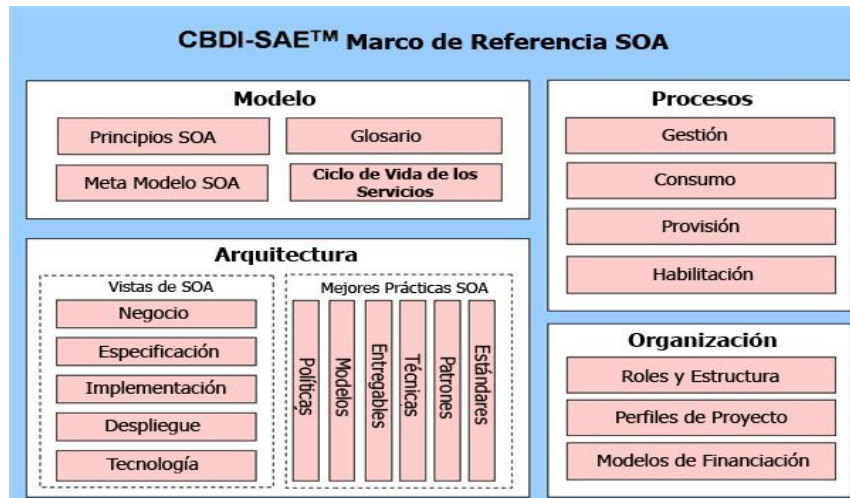 CBDI-SAE™ Marco de Referencia SOA
Modelo
Principios SOA
Glosario
Meta Modelo SOA
Ciclo de Vida de los
Servicios
Arquitectura
Vistas de SOA
Negocio
Especificación
Implementación
Despliegue
Tecnología
Mejores Prácticas SOA
Políticas
Modelos
Entregables
Técnicas
Patrones
Estándares
Procesos
Gestión
Consumo
Provisión
Habilitación
Organización
Roles y Estructura
Perfiles de Proyecto
Modelos de Financiación